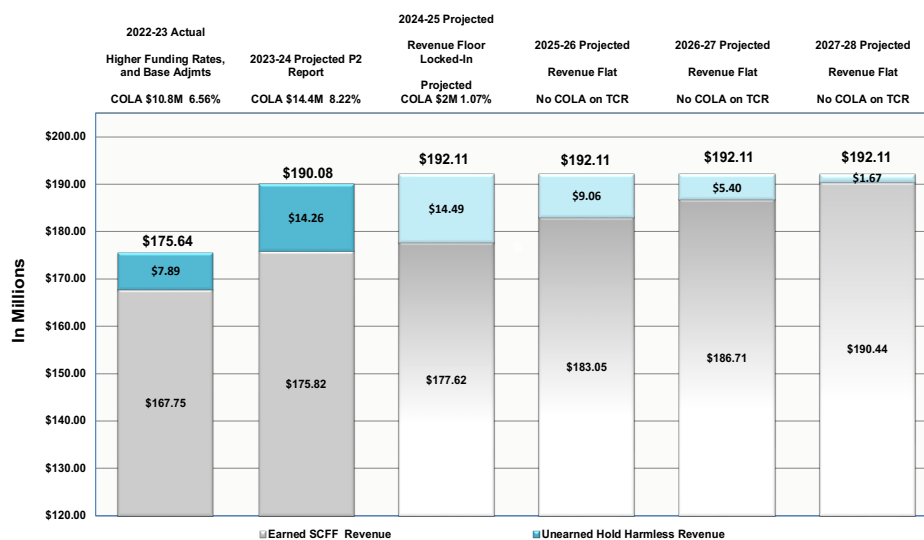 2022-23 Actual
Higher Funding Rates,
and Base Adjmts
COLA $10.8M 6.56%
2023-24 Projected P2
Report
COLA $14.4M 8.22%
2024-25 Projected
Revenue Floor
Locked-In
Projected
COLA $2M 1.07%
2025-26 Projected
Revenue Flat
No COLA on TCR
2026-27 Projected
Revenue Flat
No COLA on TCR
2027-28 Projected
Revenue Flat
No COLA on TCR
In Millions
$200.00
$190.00
$180.00
$170.00
$160.00
$150.00
$140.00
$130.00
$120.00
$175.64
$7.89
$167.75
$190.08
$14.26
$175.82
$192.11
$14.49
$177.62
$192.11
$9.06
$183.05
$192.11
$5.40
$186.71
$192.11
$1.67
$190.44
Earned SCFF Revenue
Unearned Hold Harmless Revenue